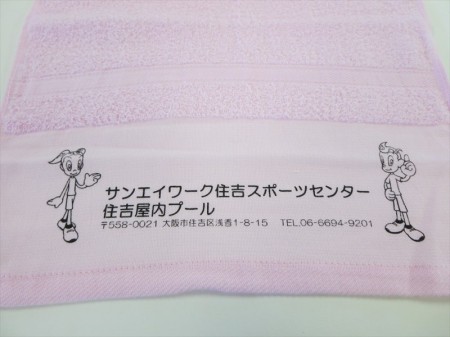 サンエイワーク住吉スポーツセンター
住吉屋内プール
〒558-0021 大阪市住吉区浅香1-8-15 TEL.06-6694-9201